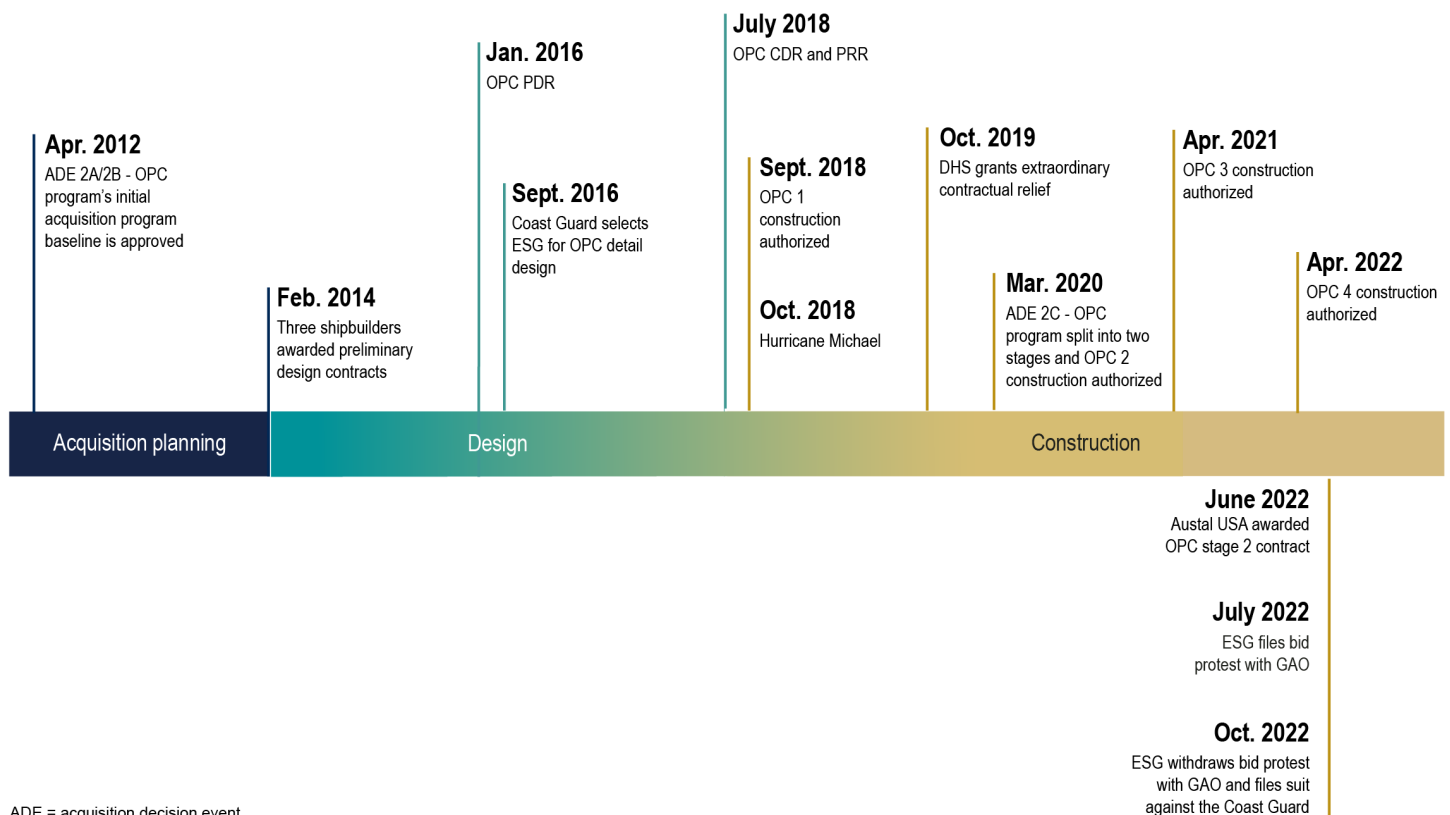 Apr. 2012
ADE 2A/2B - OPC
program’s initial
acquisition program
baseline is approved
Feb. 2014
Three shipbuilders
awarded preliminary
design contracts
Jan. 2016
OPC PDR
Sept. 2016
Coast Guard selects
ESG for OPC detail
design
July 2018
OPC CDR and PRR
Sept. 2018
OPC 1
construction
authorized
Oct. 2018
Hurricane Michael
Oct. 2019
DHS grants extraordinary
contractual relief
Mar. 2020
ADE 2C - OPC
program split into two
stages and OPC 2
construction authorized
Apr. 2021
OPC 3 construction
authorized
Apr. 2022
OPC 4 construction
authorized
Acquisition planning
Design
Construction
June 2022
Austal USA awarded
OPC stage 2 contract
July 2022
ESG files bid
protest with GAO
Oct. 2022
ESG withdraws bid protest
with GAO and files suit
against the Coast Guard
ADE = acquisition decision event